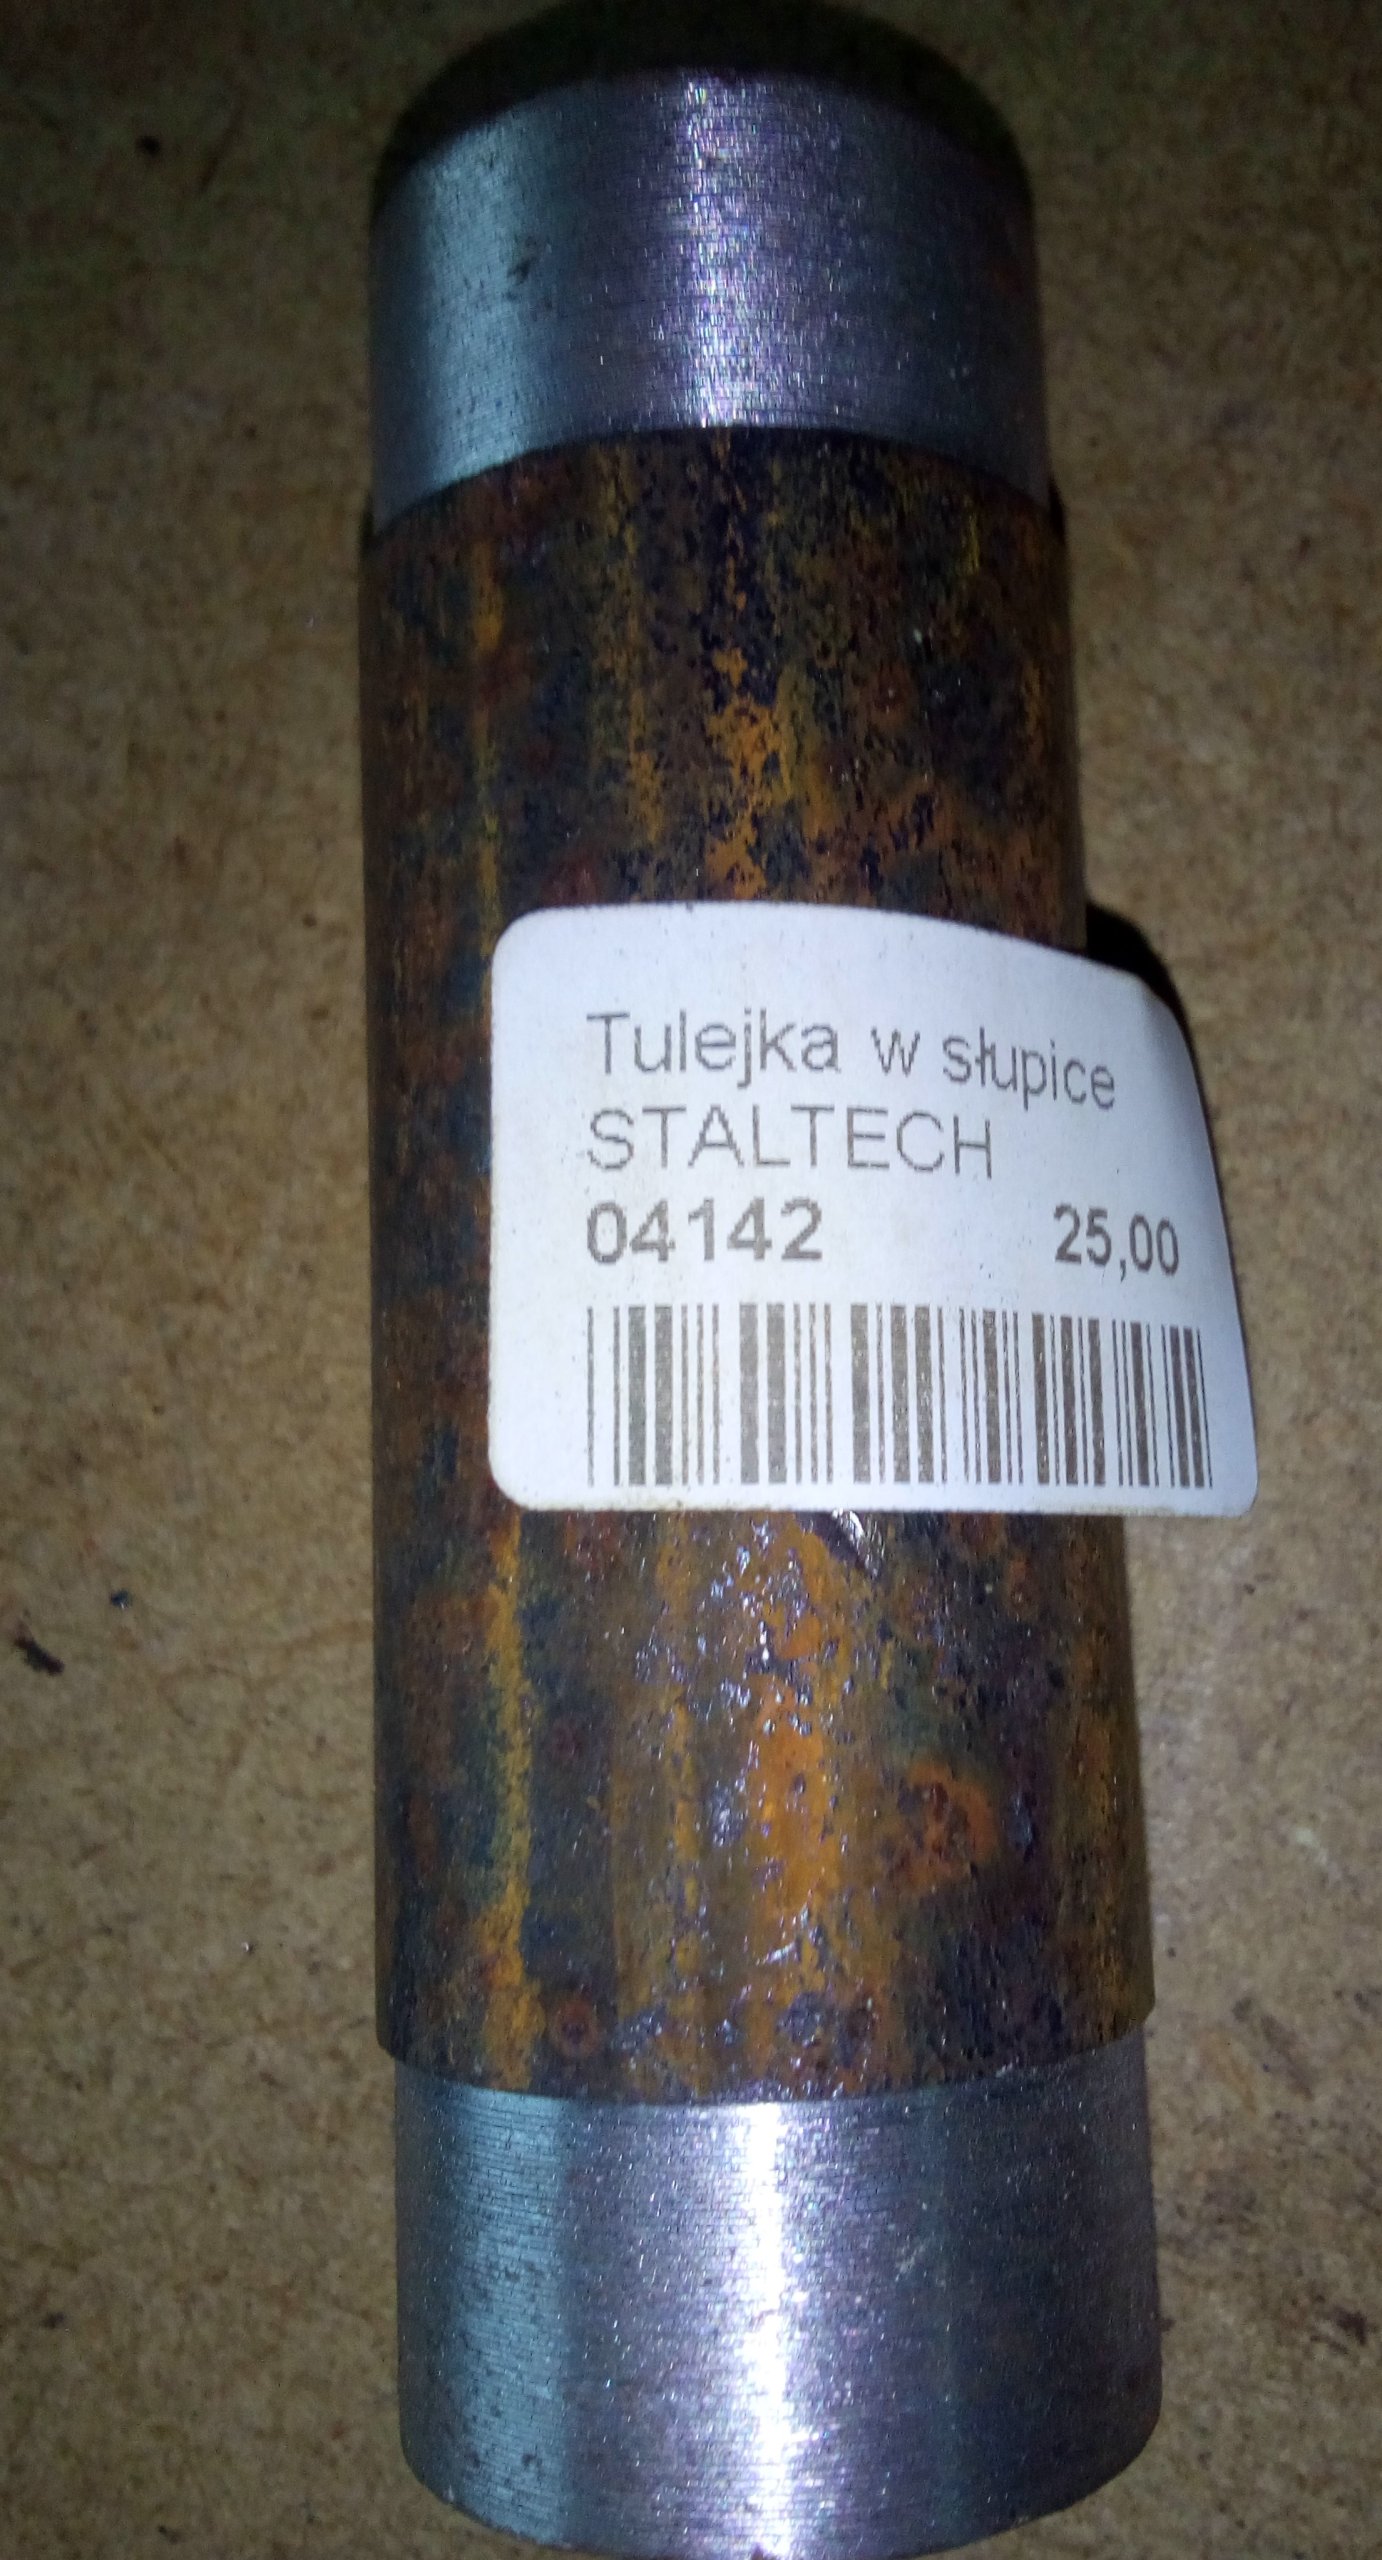 Tulejka w słupice
STALTECH
04142 25,00